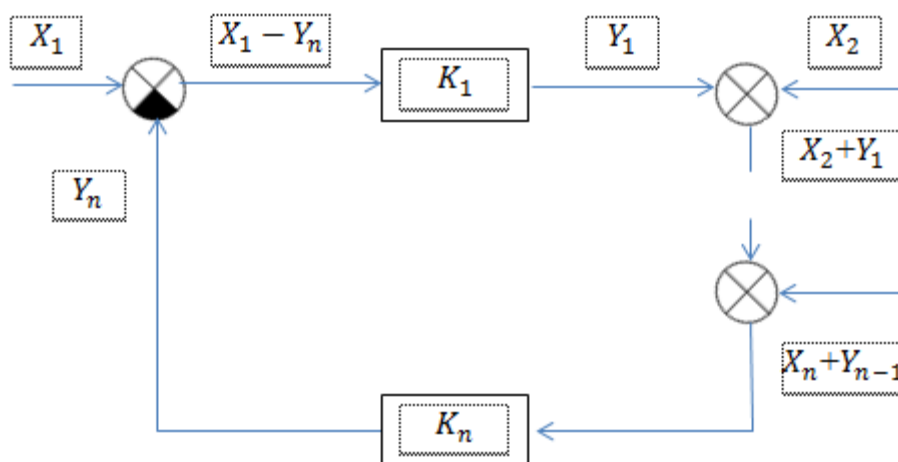 X₁
X₁ − Yₙ
K₁
Y₁
X₂
X₂+Y₁
Yₙ
Xₙ+Yₙ₋₁
Kₙ